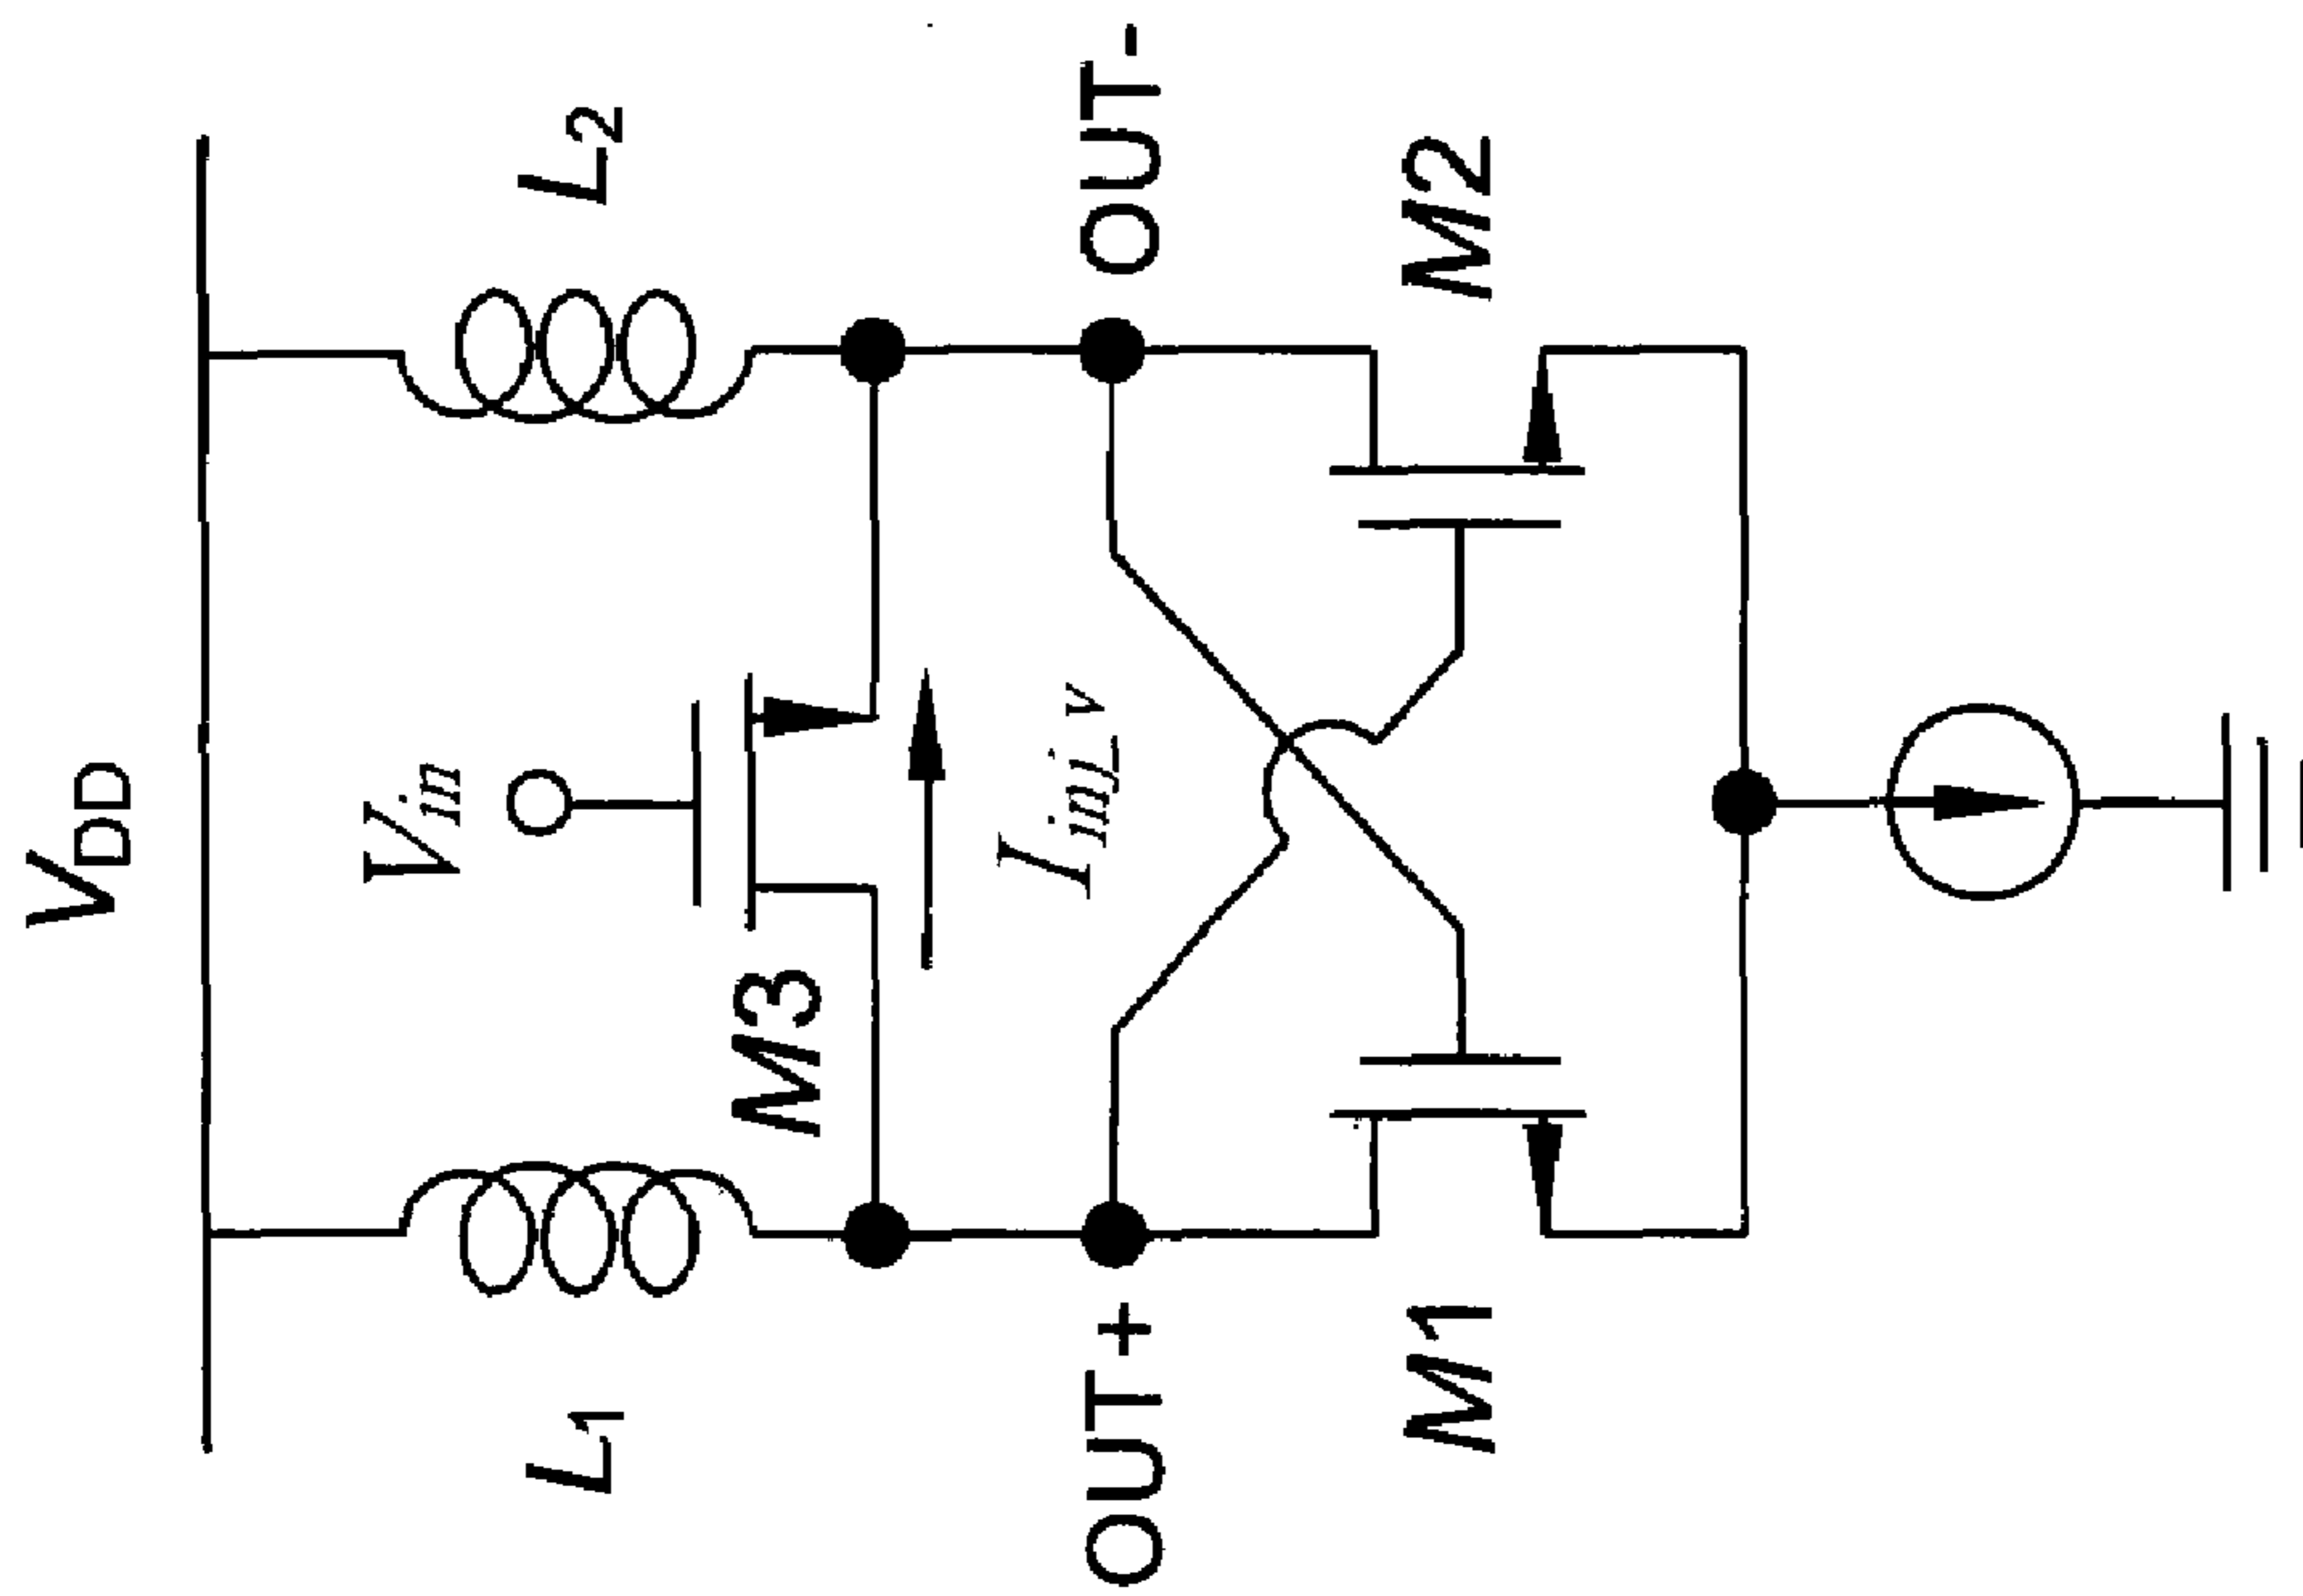 V_DD
L_1
L_2
V_in
M3
I_inj_v
OUT+
OUT-
M1
M2